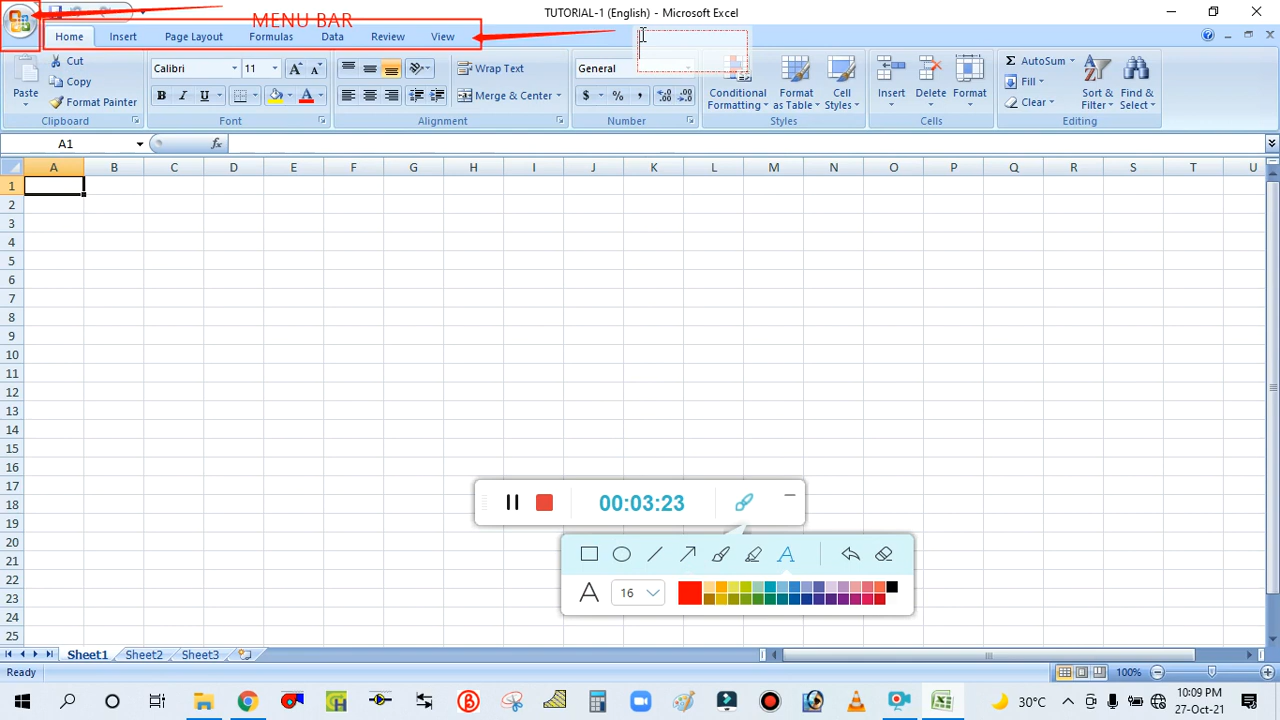 TUTORIAL-1 (English) - Microsoft Excel
MENU BAR
Home Insert Page Layout Formulas Data Review View
Paste
Cut
Copy
Format Painter
Clipboard
Calibri 11
B I U
Font
Wrap Text
Merge & Center
Alignment
General
$ % ,
Number
Conditional Formatting
Format as Table
Cell Styles
Styles
Insert Delete Format
Cells
AutoSum
Fill
Clear
Sort & Filter
Find & Select
Editing
A1 fx
A B C D E F G H I J K L M N O P Q R S T U
1
2
3
4
5
6
7
8
9
10
11
12
13
14
15
16
17
18
19
20
21
22
23
24
25
00:03:23
A
A 16
Sheet1 Sheet2 Sheet3
Ready 100%
30°C
10:09 PM
27-Oct-21